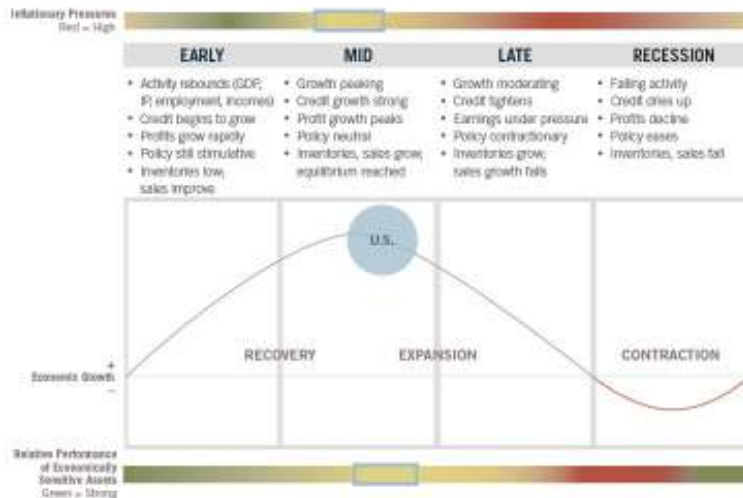 Inflationary Pressures
Red = High
EARLY
• Activity rebounds (GDP,
IP, employment, incomes)
• Credit begins to grow
• Profits grow rapidly
• Policy still stimulative
• Inventories low;
sales improve
MID
• Growth peaking
• Credit growth strong
• Profit growth peaks
• Policy neutral
• Inventories, sales grow;
equilibrium reached
LATE
• Growth moderating
• Credit tightens
• Earnings under pressure
• Policy contractionary
• Inventories grow;
sales growth falls
RECESSION
• Falling activity
• Credit dries up
• Profits decline
• Policy eases
• Inventories, sales fall
U.S.
RECOVERY
EXPANSION
CONTRACTION
+
Economic Growth
–
Relative Performance
of Economically
Sensitive Assets
Green = Strong